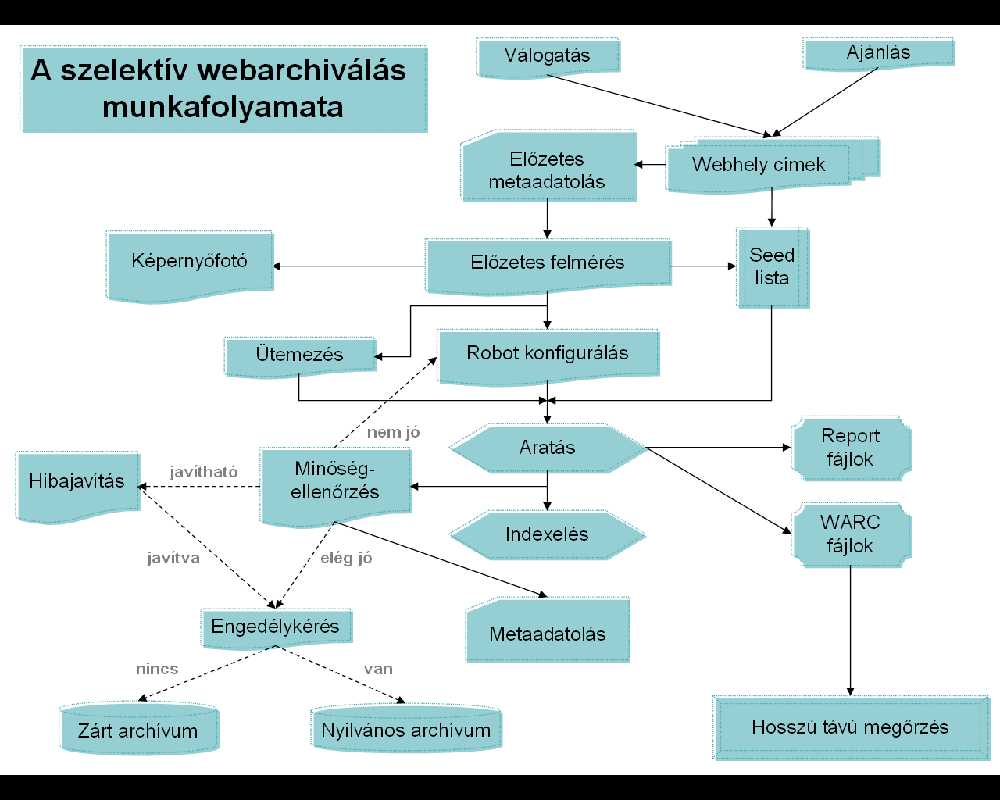 A szelektív webarchiválás
munkafolyamata
Válogatás
Ajánlás
Előzetes
metaadatolás
Webhely címek
Képernyőfotó
Előzetes felmérés
Seed
lista
Ütemezés
Robot konfigurálás
nem jó
Aratás
Report
fájlok
Hibajavítás
javítható
Minőség-
ellenőrzés
Indexelés
WARC
fájlok
javítva
elég jó
Engedélykérés
Metaadatolás
nincs
van
Zárt archívum
Nyilvános archívum
Hosszú távú megőrzés